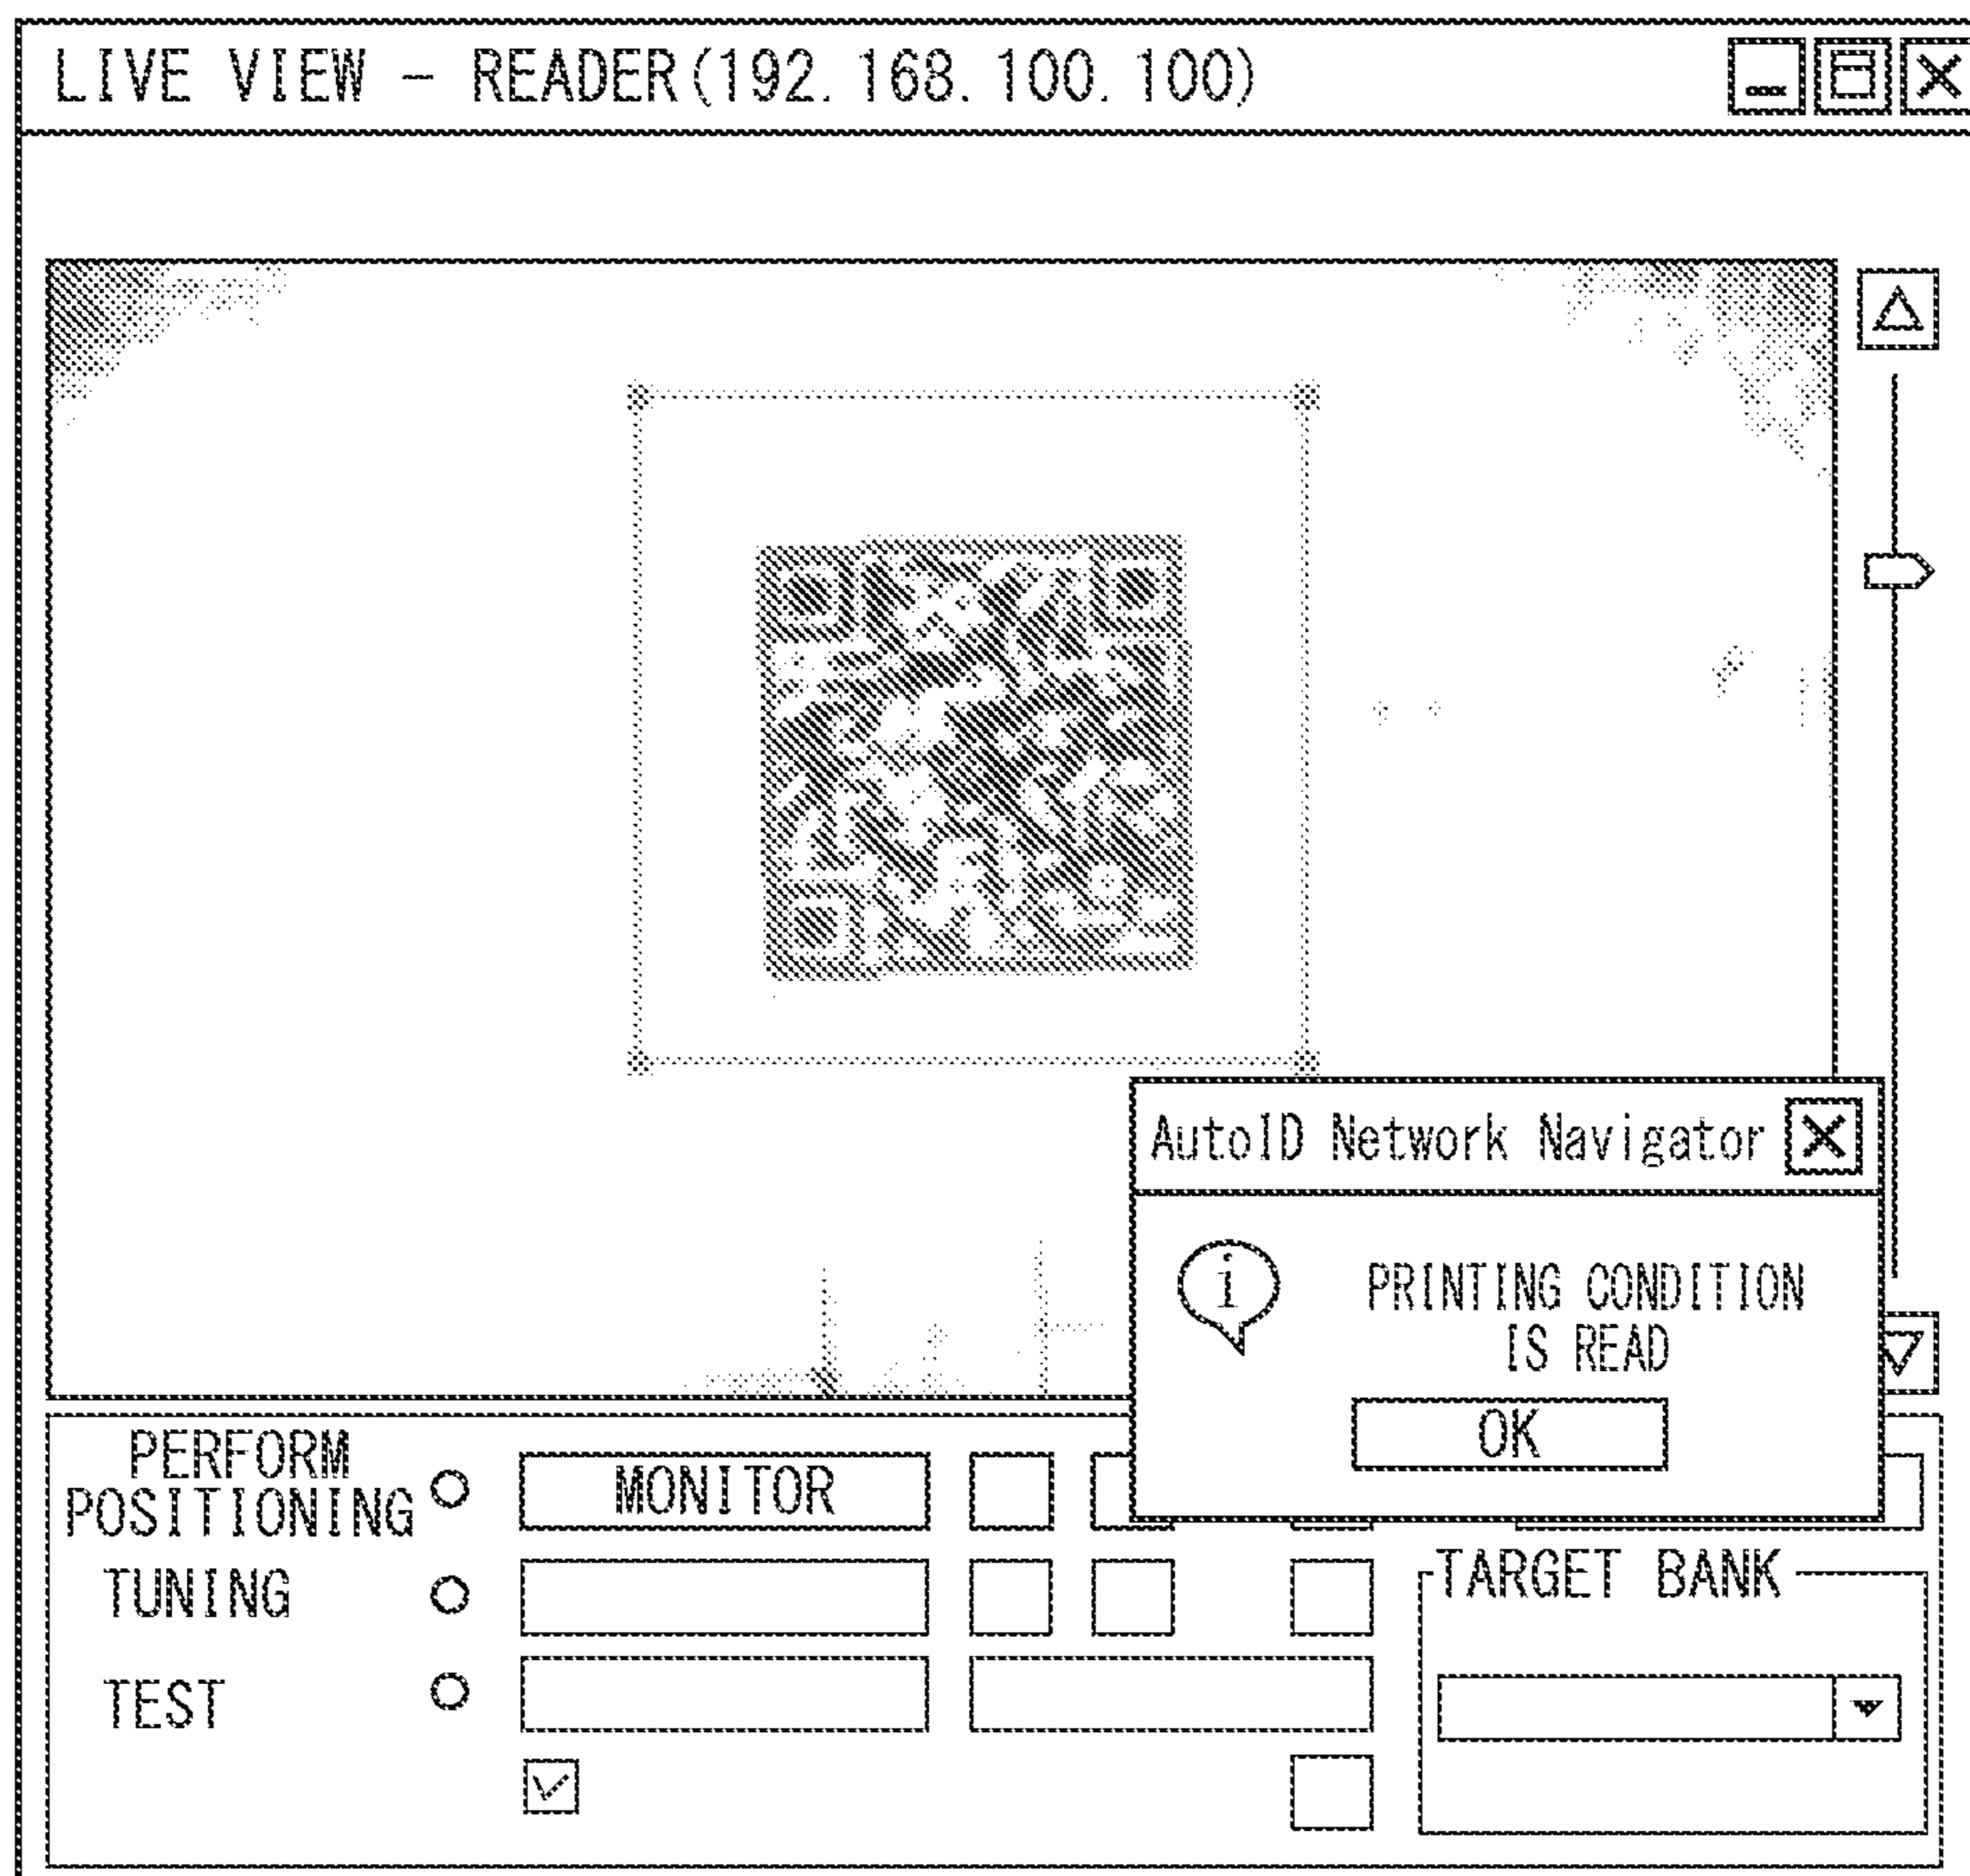 LIVE VIEW - READER(192.168.100.100)
AutoID Network Navigator
i
PRINTING CONDITION
IS READ
OK
PERFORM
POSITIONING
MONITOR
TUNING
TARGET BANK
TEST